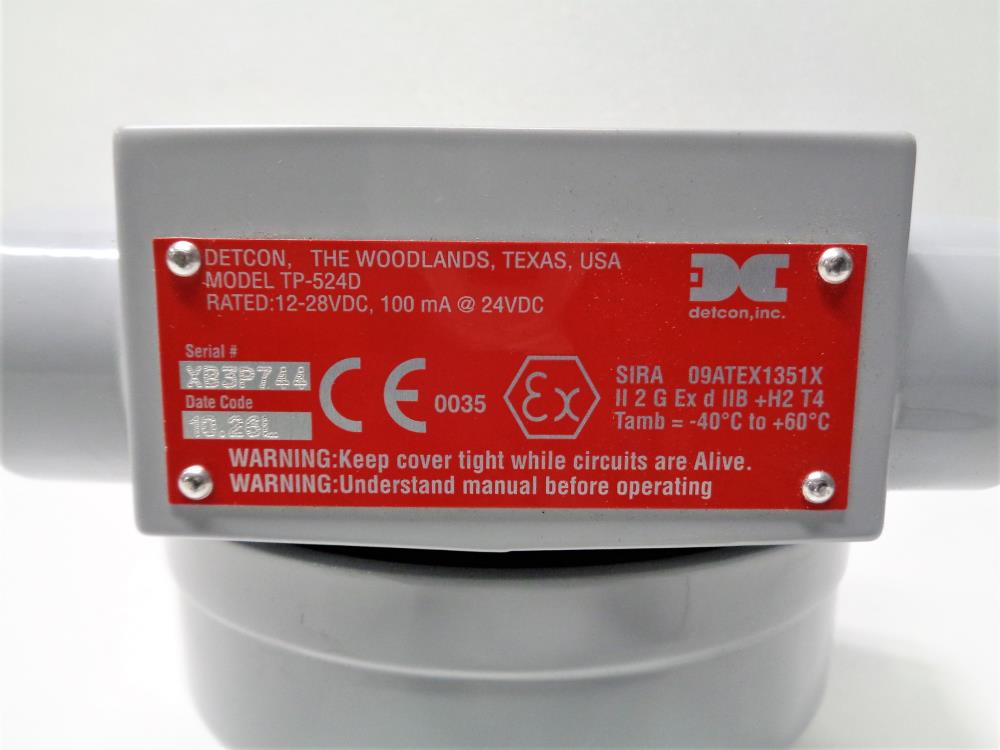 DETCON, THE WOODLANDS, TEXAS, USA
MODEL TP-524D
RATED:12-28VDC, 100 mA @ 24VDC
detcon,inc.
Serial #
XB3P744
Date Code
10.26L
CE 0035
Ex
SIRA 09ATEX1351X
II 2 G Ex d IIB +H2 T4
Tamb = -40°C to +60°C
WARNING:Keep cover tight while circuits are Alive.
WARNING:Understand manual before operating